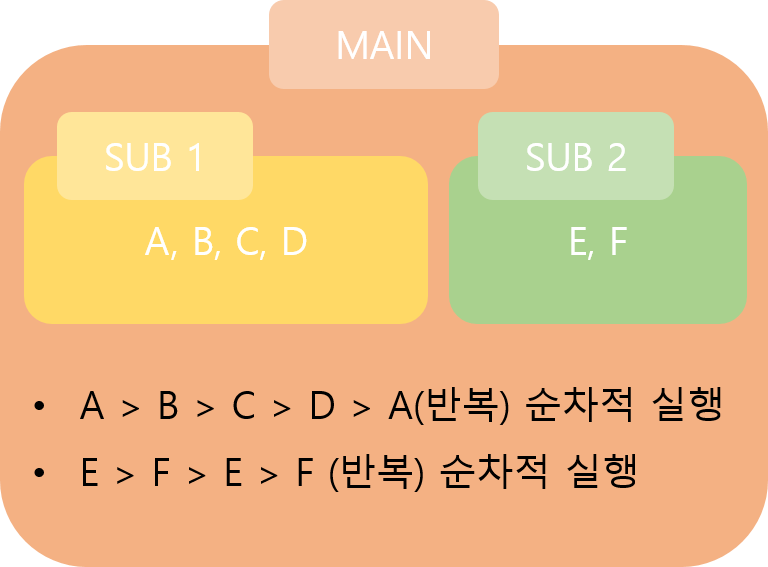 MAIN
SUB 1
SUB 2
A, B, C, D
E, F
• A > B > C > D > A(반복) 순차적 실행
• E > F > E > F (반복) 순차적 실행